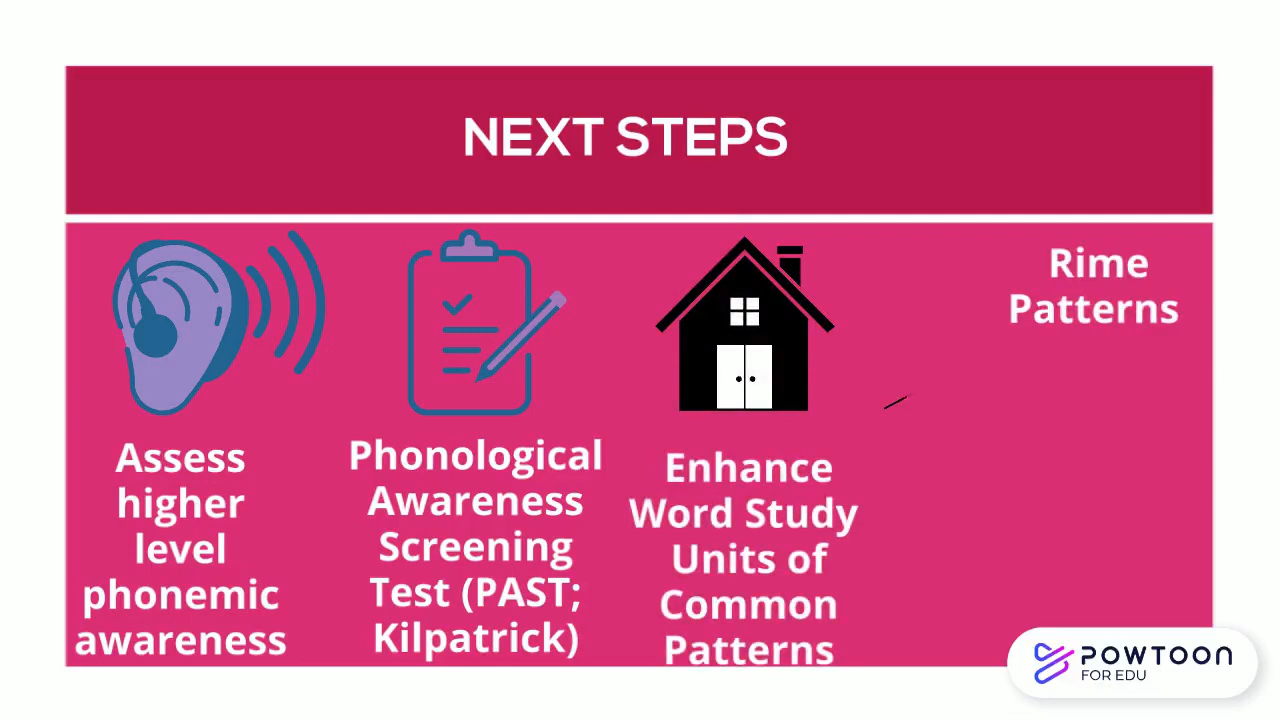 NEXT STEPS
Assess
higher
level
phonemic
awareness
Phonological
Awareness
Screening
Test (PAST;
Kilpatrick)
Enhance
Word Study
Units of
Common
Patterns
Rime
Patterns
POWTOON
FOR EDU